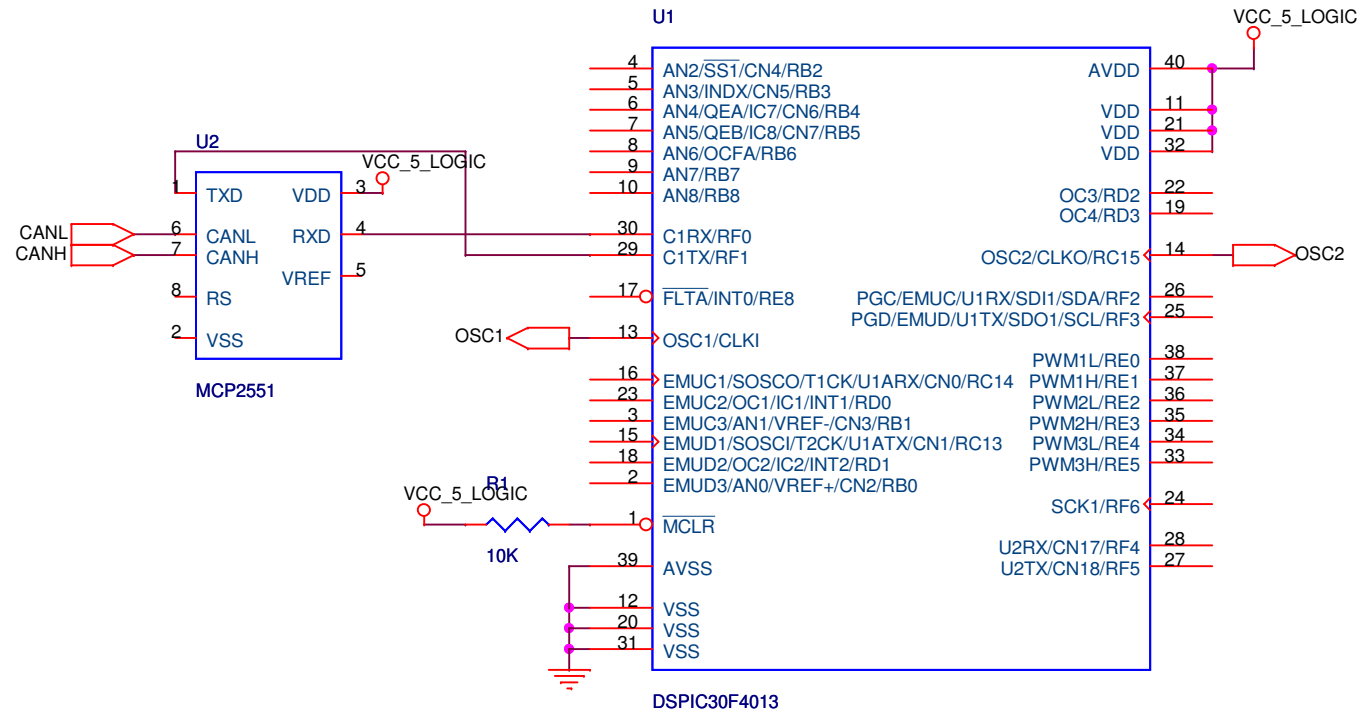 U1
VCC_5_LOGIC
4 AN2/SS1/CN4/RB2
5 AN3/INDX/CN5/RB3
6 AN4/QEA/IC7/CN6/RB4
7 AN5/QEB/IC8/CN7/RB5
8 AN6/OCFA/RB6
9 AN7/RB7
10 AN8/RB8
30 C1RX/RF0
29 C1TX/RF1
17 FLTA/INT0/RE8
OSC1 13 OSC1/CLKI
16 EMUC1/SOSCO/T1CK/U1ARX/CN0/RC14
23 EMUC2/OC1/IC1/INT1/RD0
3 EMUC3/AN1/VREF-/CN3/RB1
15 EMUD1/SOSCI/T2CK/U1ATX/CN1/RC13
18 EMUD2/OC2/IC2/INT2/RD1
2 EMUD3/AN0/VREF+/CN2/RB0
1 MCLR
39 AVSS
12 VSS
20 VSS
31 VSS
AVDD 40
VDD 11
VDD 21
VDD 32
OC3/RD2 22
OC4/RD3 19
OSC2/CLKO/RC15 14 OSC2
PGC/EMUC/U1RX/SDI1/SDA/RF2 26
PGD/EMUD/U1TX/SDO1/SCL/RF3 25
PWM1L/RE0 38
PWM1H/RE1 37
PWM2L/RE2 36
PWM2H/RE3 35
PWM3L/RE4 34
PWM3H/RE5 33
SCK1/RF6 24
U2RX/CN17/RF4 28
U2TX/CN18/RF5 27
DSPIC30F4013
U2
VCC_5_LOGIC
1 TXD VDD 3
CANL 6 CANL RXD 4
CANH 7 CANH
VREF 5
8 RS
2 VSS
MCP2551
R1
VCC_5_LOGIC
10K